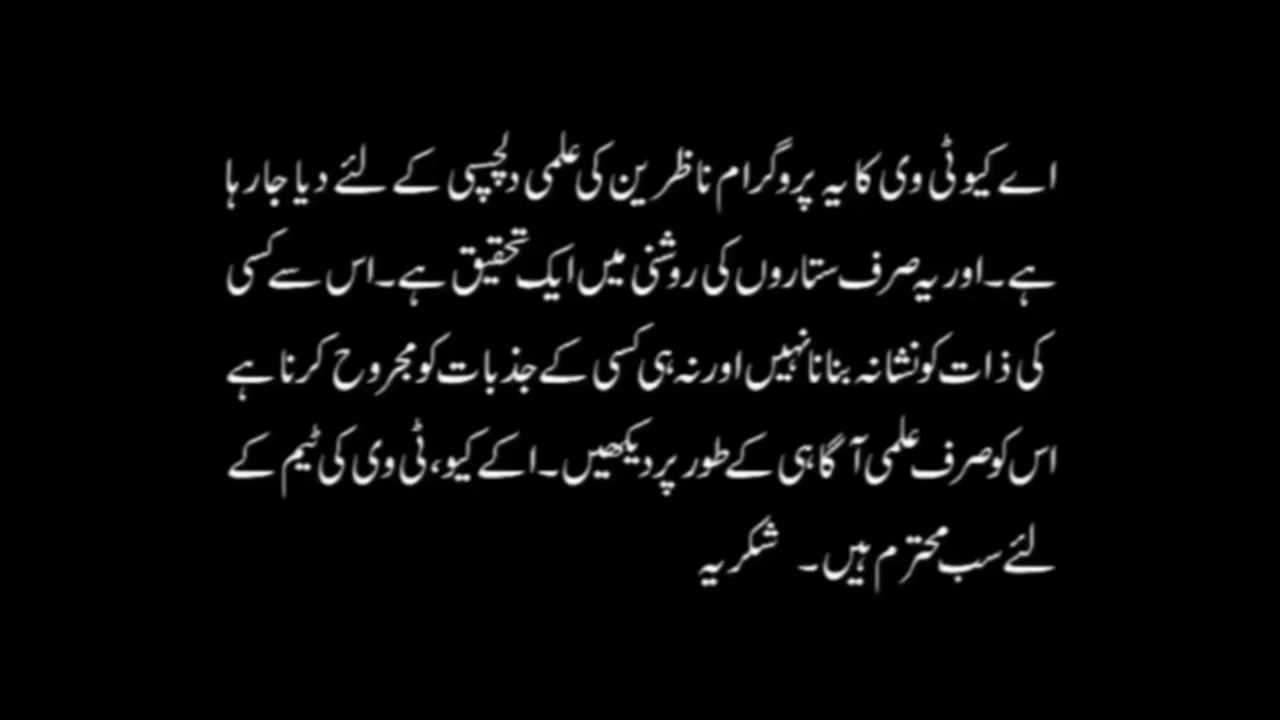 اے کیو ٹی وی کا یہ پروگرام ناظرین کی علمی دلچسپی کے لئے دیا جارہا
ہے۔ اور یہ صرف ستاروں کی روشنی میں ایک تحقیق ہے۔ اس سے کسی
کی ذات کو نشانہ بنانا نہیں اور نہ ہی کسی کے جذبات کو مجروح کرنا ہے
اس کو صرف علمی آگاہی کے طور پر دیکھیں۔ اکے کیو، ٹی وی کی ٹیم کے
لئے سب محترم ہیں۔ شکریہ